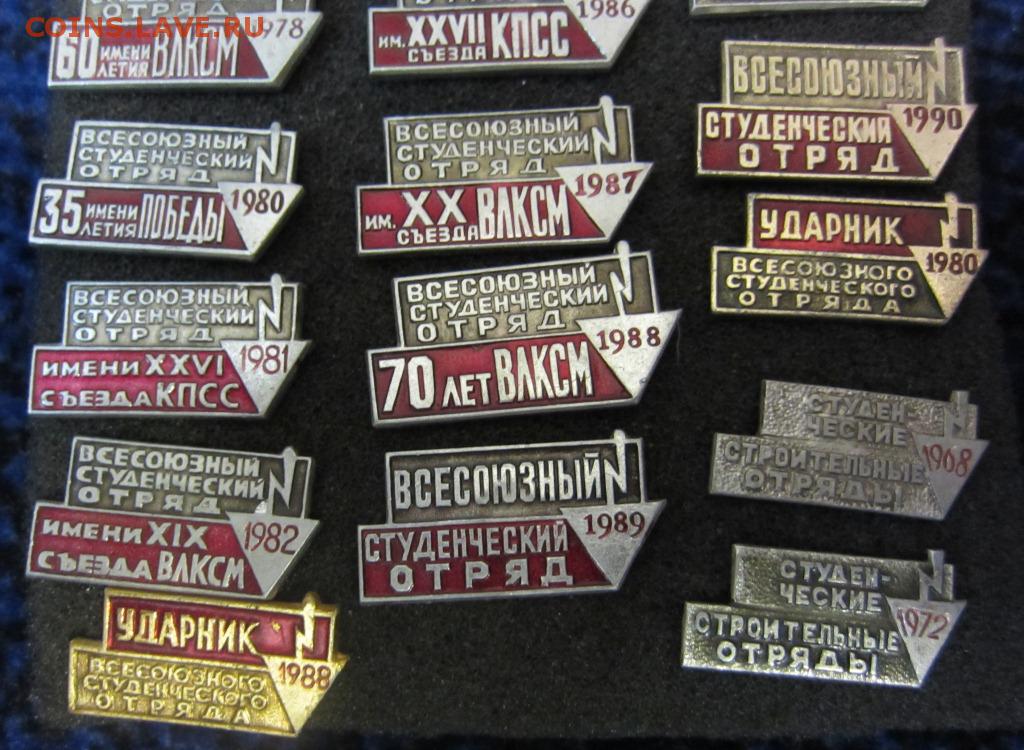 COINS.LAVE.RU
1978
60 ИМЕНИ
ЛЕТИЯ ВЛКСМ
ВСЕСОЮЗНЫЙ
СТУДЕНЧЕСКИЙ
ОТРЯД
1980
35 ИМЕНИ
ЛЕТИЯ ПОБЕДЫ
ВСЕСОЮЗНЫЙ
СТУДЕНЧЕСКИЙ
ОТРЯД
1981
ИМЕНИ XXVI
СЪЕЗДА КПСС
ВСЕСОЮЗНЫЙ
СТУДЕНЧЕСКИЙ
ОТРЯД
1982
ИМЕНИ XIX
СЪЕЗДА ВЛКСМ
УДАРНИК
1988
ВСЕСОЮЗНОГО
СТУДЕНЧЕСКОГО
ОТРЯДА
1986
ИМ. XXVII КПСС
СЪЕЗДА
ВСЕСОЮЗНЫЙ
СТУДЕНЧЕСКИЙ
ОТРЯД
1987
ИМ. XX ВЛКСМ
СЪЕЗДА
ВСЕСОЮЗНЫЙ
СТУДЕНЧЕСКИЙ
ОТРЯД
1988
70 ЛЕТ ВЛКСМ
ВСЕСОЮЗНЫЙ
1989
СТУДЕНЧЕСКИЙ
ОТРЯД
ВСЕСОЮЗНЫЙ
1990
СТУДЕНЧЕСКИЙ
ОТРЯД
УДАРНИК
1980
ВСЕСОЮЗНОГО
СТУДЕНЧЕСКОГО
ОТРЯДА
СТУДЕН-
ЧЕСКИЕ
СТРОИТЕЛЬНЫЕ
ОТРЯДЫ
1968
СТУДЕН-
ЧЕСКИЕ
СТРОИТЕЛЬНЫЕ
ОТРЯДЫ
1972